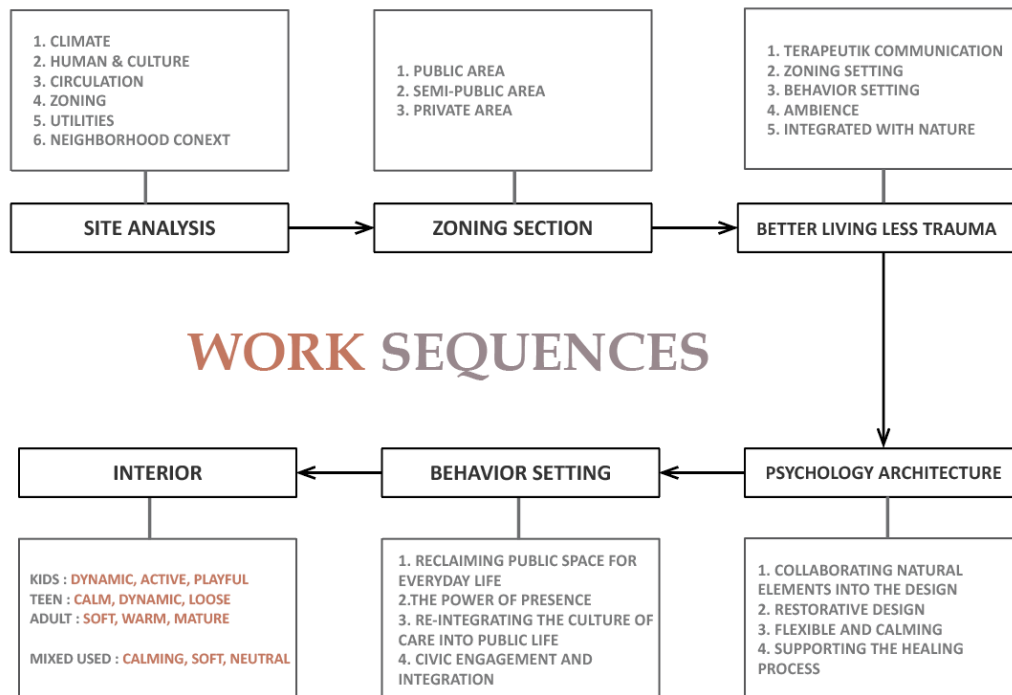 1. CLIMATE
2. HUMAN & CULTURE
3. CIRCULATION
4. ZONING
5. UTILITIES
6. NEIGHBORHOOD CONEXT
SITE ANALYSIS
1. PUBLIC AREA
2. SEMI-PUBLIC AREA
3. PRIVATE AREA
ZONING SECTION
1. TERAPEUTIK COMMUNICATION
2. ZONING SETTING
3. BEHAVIOR SETTING
4. AMBIENCE
5. INTEGRATED WITH NATURE
BETTER LIVING LESS TRAUMA
WORK SEQUENCES
PSYCHOLOGY ARCHITECTURE
1. COLLABORATING NATURAL
ELEMENTS INTO THE DESIGN
2. RESTORATIVE DESIGN
3. FLEXIBLE AND CALMING
4. SUPPORTING THE HEALING
PROCESS
BEHAVIOR SETTING
1. RECLAIMING PUBLIC SPACE FOR
EVERYDAY LIFE
2.THE POWER OF PRESENCE
3. RE-INTEGRATING THE CULTURE OF
CARE INTO PUBLIC LIFE
4. CIVIC ENGAGEMENT AND
INTEGRATION
INTERIOR
KIDS : DYNAMIC, ACTIVE, PLAYFUL
TEEN : CALM, DYNAMIC, LOOSE
ADULT : SOFT, WARM, MATURE
MIXED USED : CALMING, SOFT, NEUTRAL